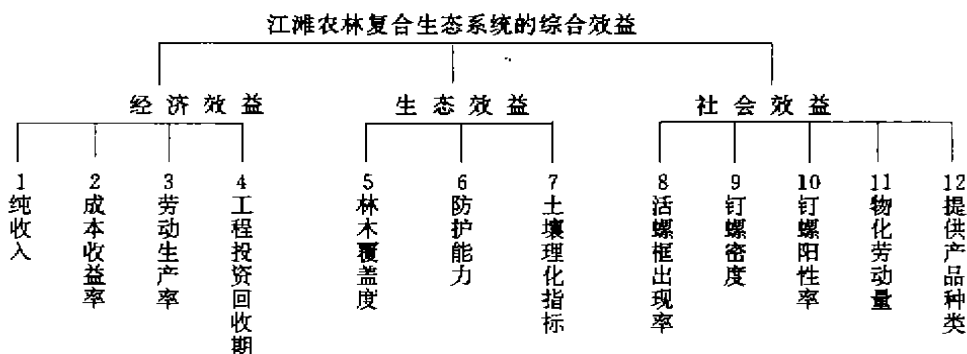 江滩农林复合生态系统的综合效益
经济效益
生态效益
社会效益
1 纯收入
2 成本收益率
3 劳动生产率
4 工程投资回收期
5 林木覆盖度
6 防护能力
7 土壤理化指标
8 活螺框出现率
9 钉螺密度
10 钉螺阳性率
11 物化劳动量
12 提供产品种类